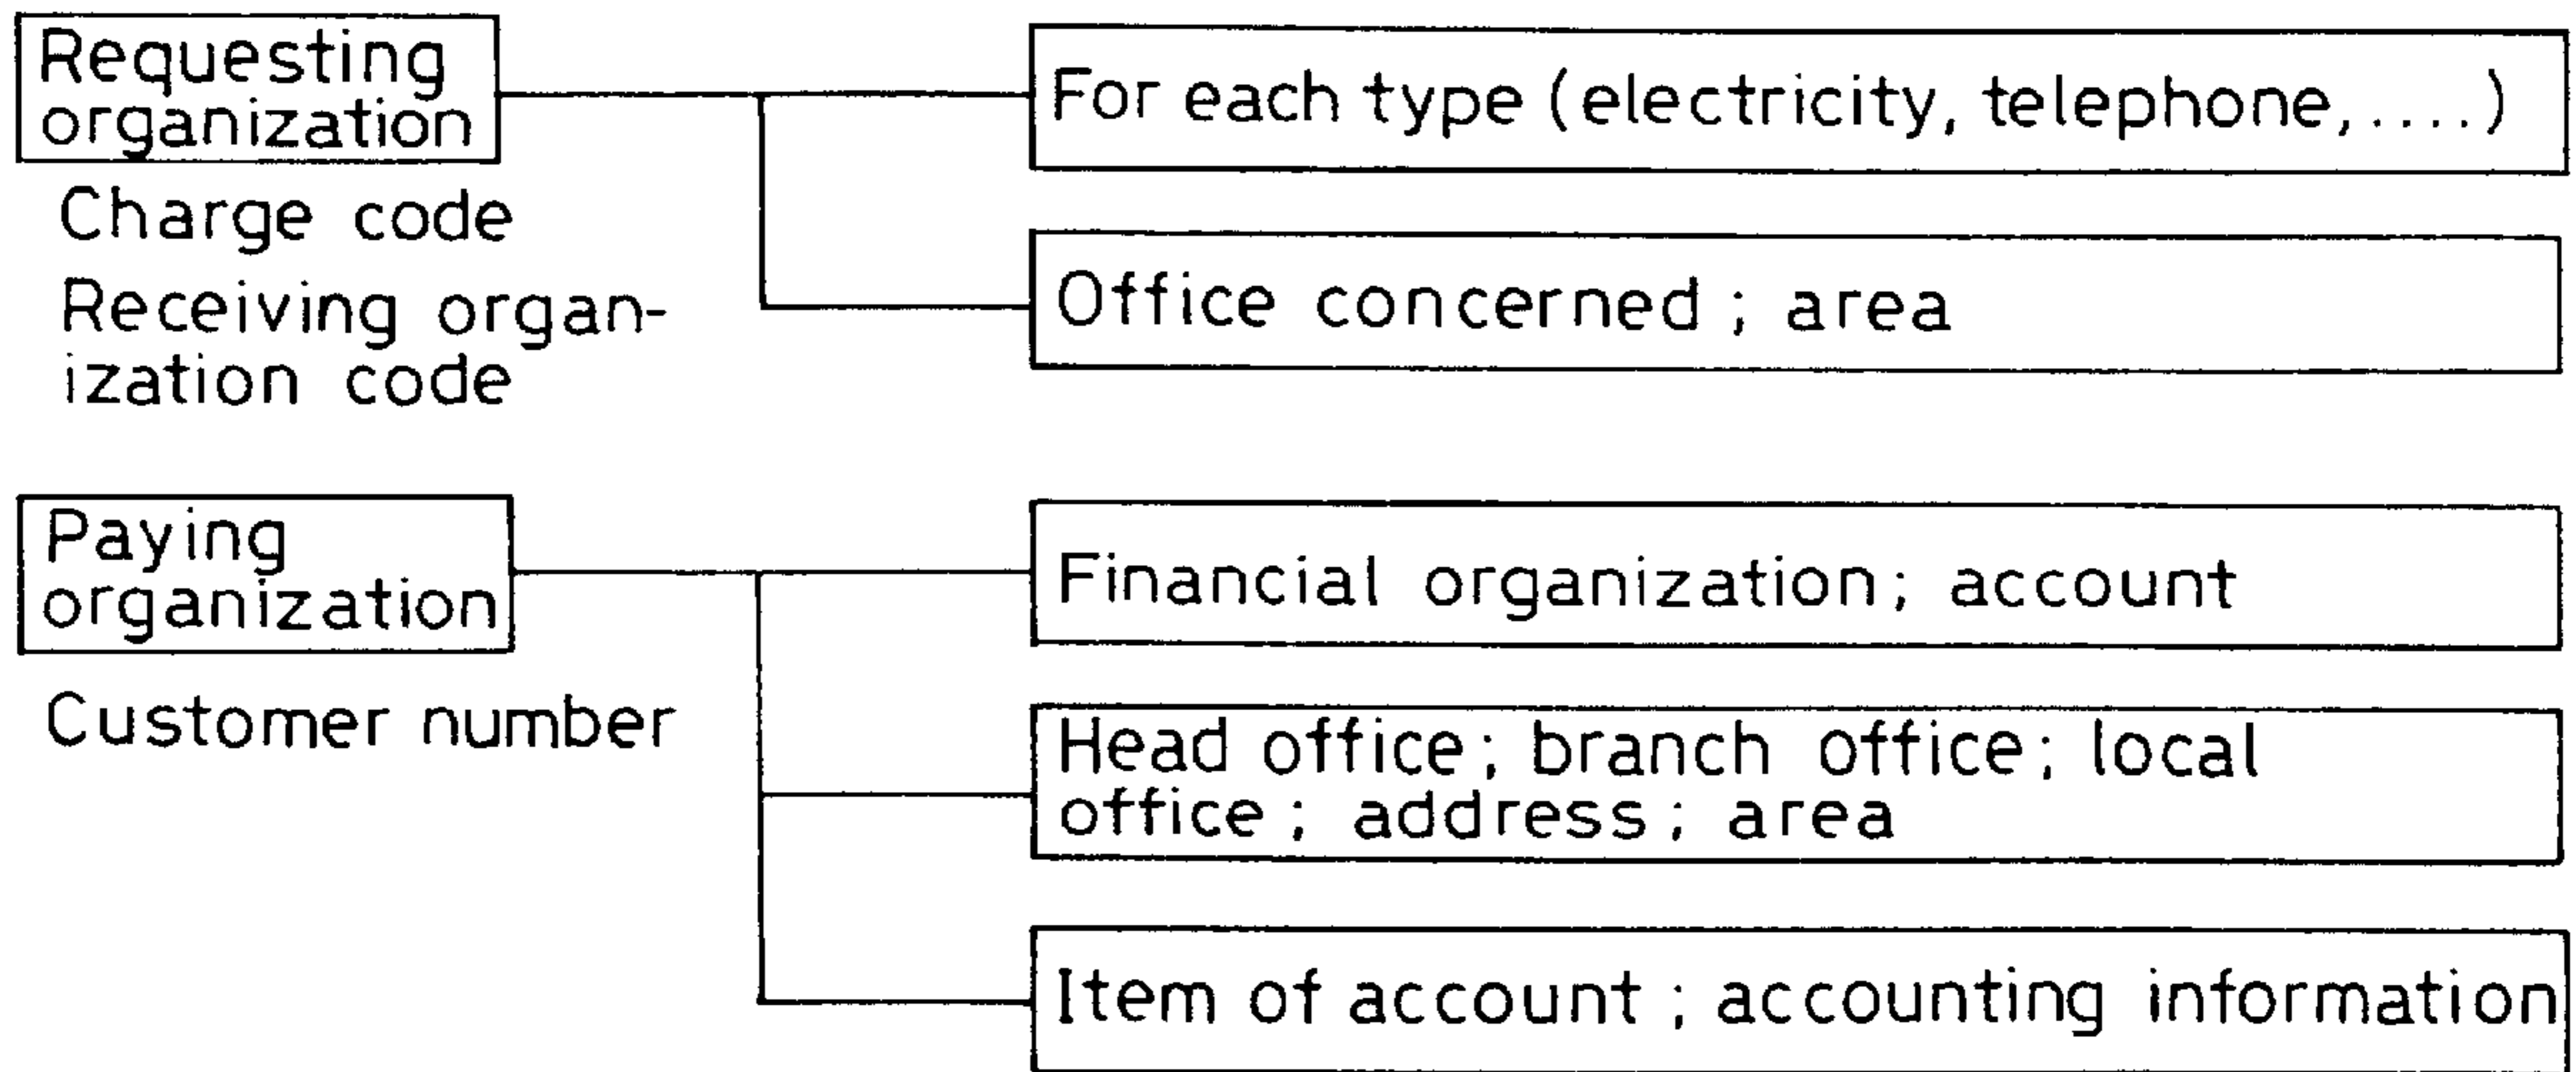 Requesting
organization
For each type (electricity, telephone,....)
Charge code
Receiving organ-
ization code
Office concerned ; area
Paying
organization
Financial organization; account
Customer number
Head office; branch office; local
office; address; area
Item of account ; accounting information